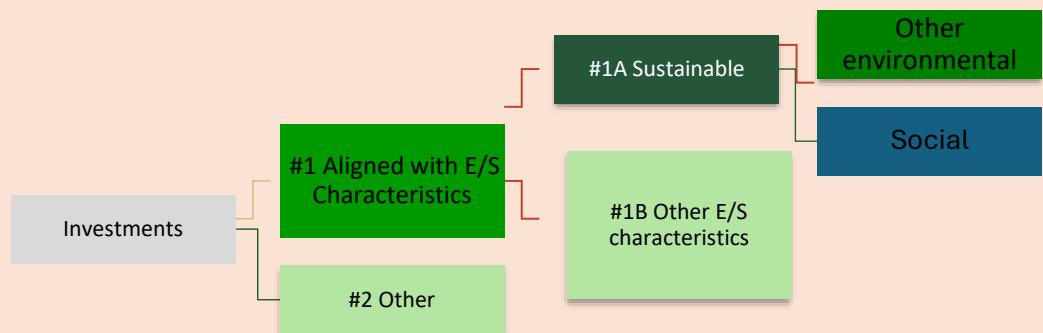 Investments
#1 Aligned with E/S
Characteristics
#2 Other
#1A Sustainable
#1B Other E/S
characteristics
Other
environmental
Social